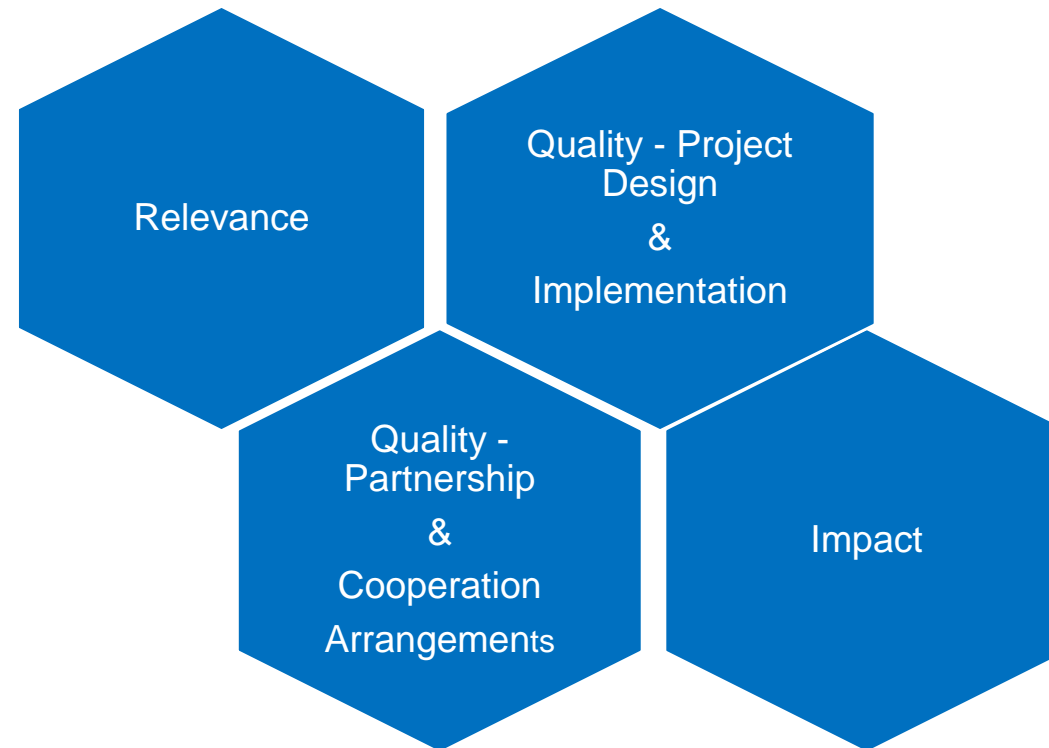 Relevance
Quality - Project
Design
&
Implementation
Quality -
Partnership
&
Cooperation
Arrangements
Impact